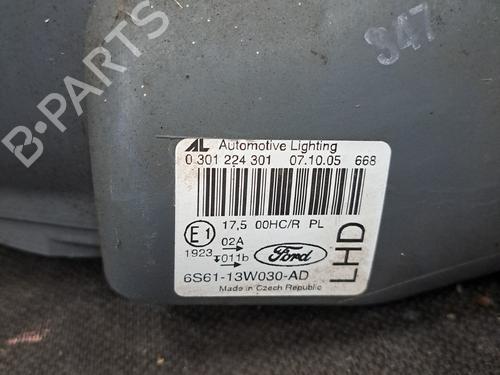 347
B-PARTS
AL Automotive Lighting
0 301 224 301 07.10.05 668
E1 17,5 00HC/R PL
02A
1923 011b Ford
6S61-13W030-AD
Made in Czech Republic
LHD